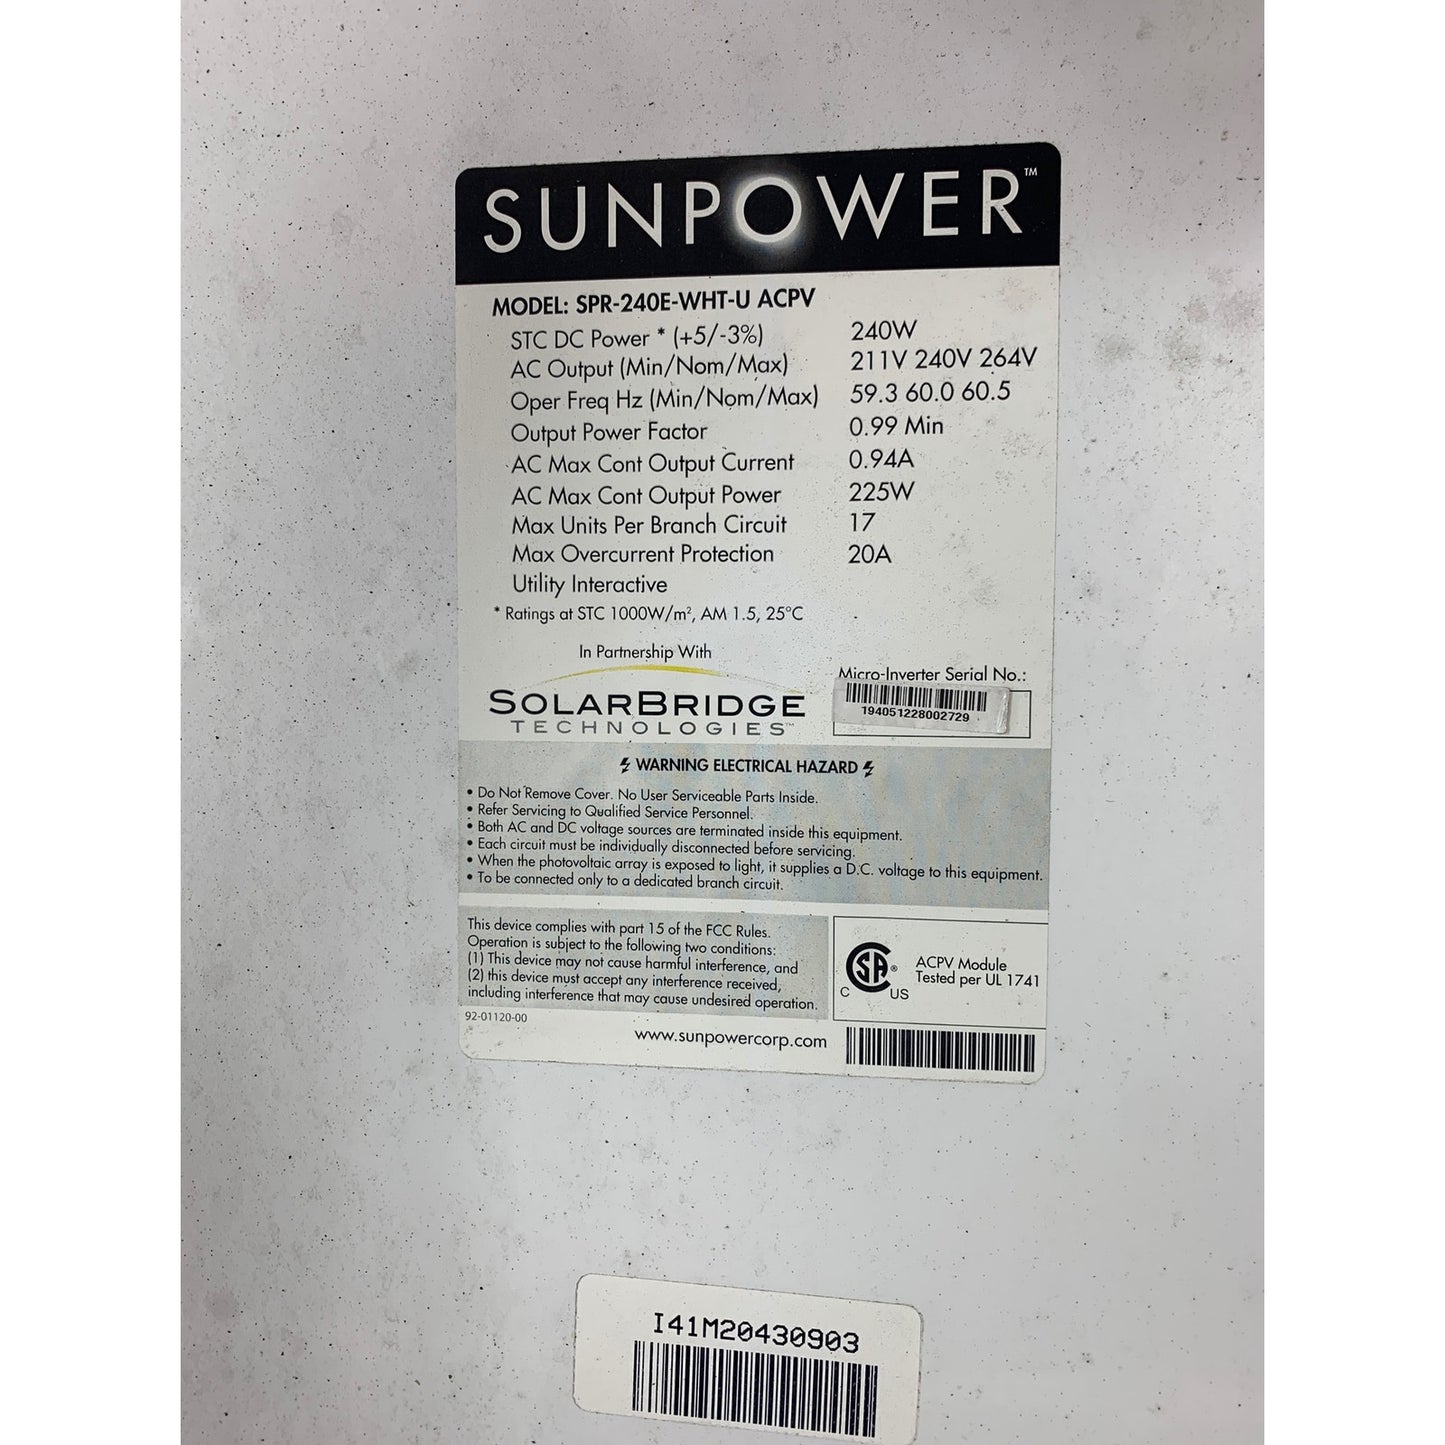 SUNPOWER™
MODEL: SPR-240E-WHT-U ACPV
STC DC Power * (+5/-3%) 240W
AC Output (Min/Nom/Max) 211V 240V 264V
Oper Freq Hz (Min/Nom/Max) 59.3 60.0 60.5
Output Power Factor 0.99 Min
AC Max Cont Output Current 0.94A
AC Max Cont Output Power 225W
Max Units Per Branch Circuit 17
Max Overcurrent Protection 20A
Utility Interactive
* Ratings at STC 1000W/m², AM 1.5, 25°C
In Partnership With
SOLARBRIDGE
TECHNOLOGIES™
Micro-Inverter Serial No.:
194051228002729
WARNING ELECTRICAL HAZARD
• Do Not Remove Cover. No User Serviceable Parts Inside.
• Refer Servicing to Qualified Service Personnel.
• Both AC and DC voltage sources are terminated inside this equipment.
• Each circuit must be individually disconnected before servicing.
• When the photovoltaic array is exposed to light, it supplies a D.C. voltage to this equipment.
• To be connected only to a dedicated branch circuit.
This device complies with part 15 of the FCC Rules.
Operation is subject to the following two conditions:
(1) This device may not cause harmful interference, and
(2) this device must accept any interference received,
including interference that may cause undesired operation.
C SA® US
ACPV Module
Tested per UL 1741
92-01120-00
www.sunpowercorp.com
I41M20430903